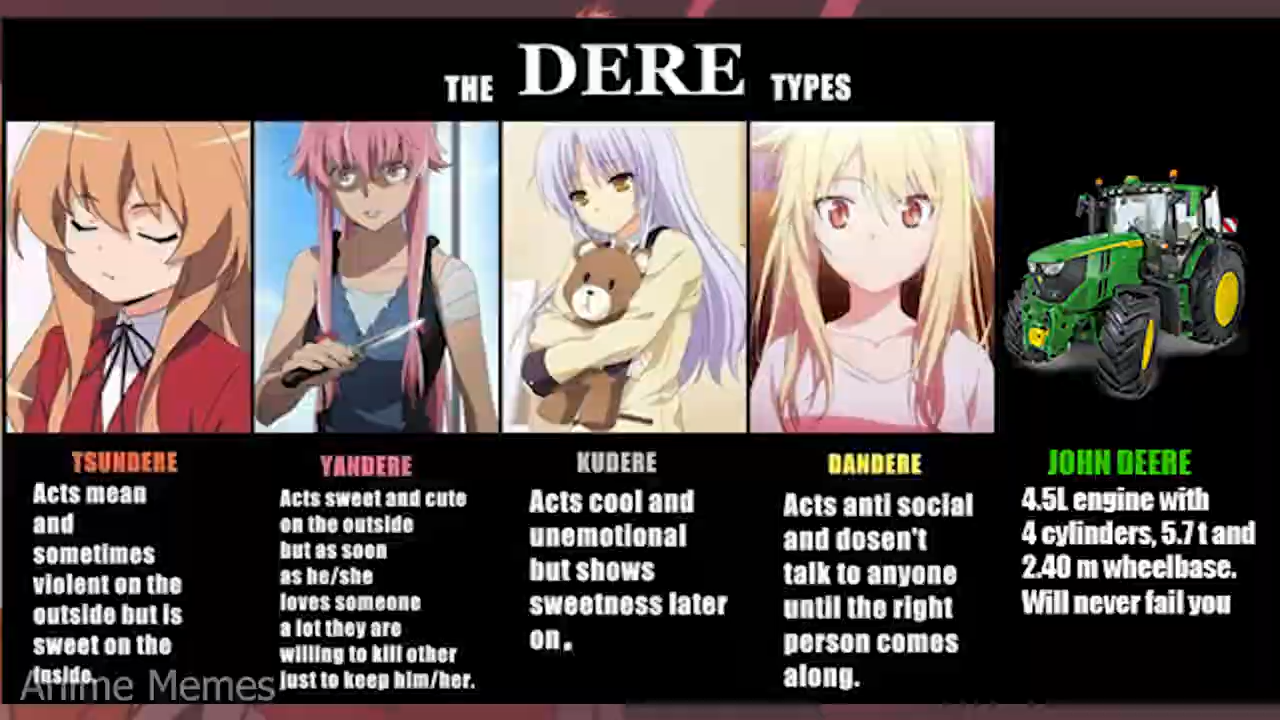 THE DERE TYPES
TSUNDERE
Acts mean
and
sometimes
violent on the
outside but is
sweet on the
inside.
YANDERE
Acts sweet and cute
on the outside
but as soon
as he/she
loves someone
a lot they are
willing to kill other
just to keep him/her.
KUDERE
Acts cool and
unemotional
but shows
sweetness later
on.
DANDERE
Acts anti social
and dosen't
talk to anyone
until the right
person comes
along.
JOHN DEERE
4.5L engine with
4 cylinders, 5.7 t and
2.40 m wheelbase.
Will never fail you
Anime Memes